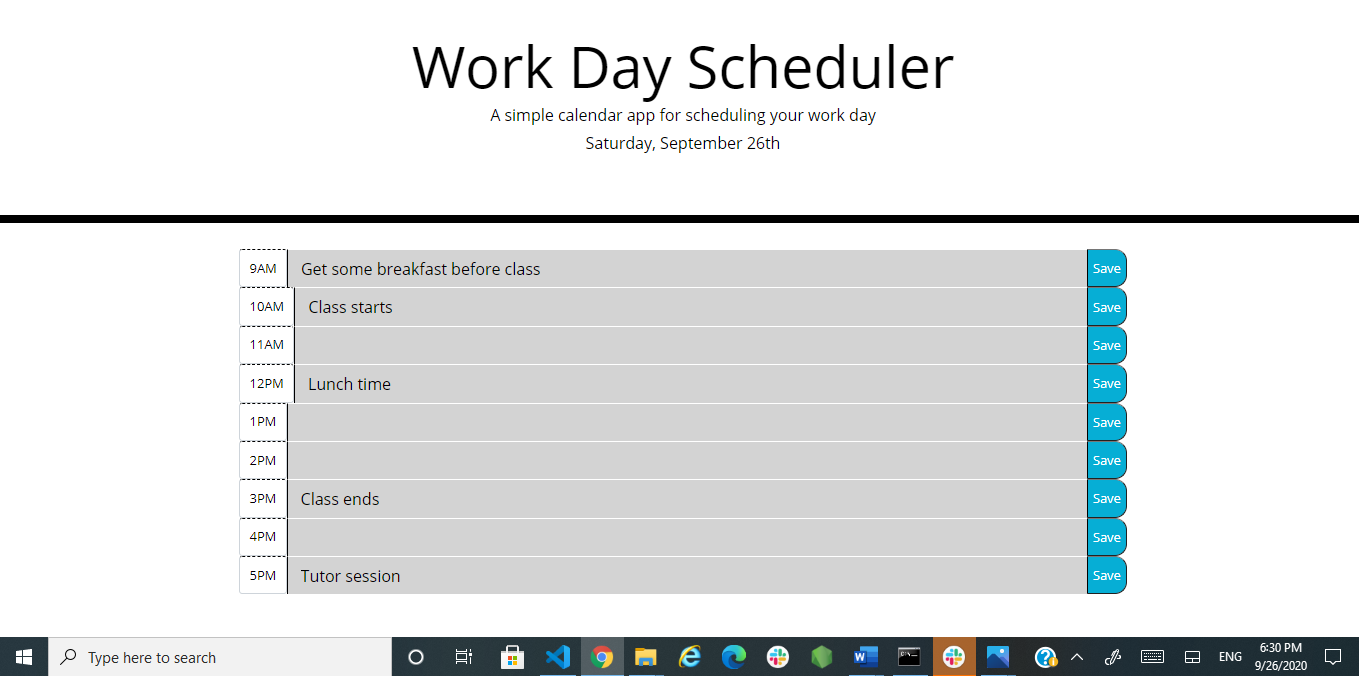 Work Day Scheduler
A simple calendar app for scheduling your work day
Saturday, September 26th
9AM Get some breakfast before class Save
10AM Class starts Save
11AM Save
12PM Lunch time Save
1PM Save
2PM Save
3PM Class ends Save
4PM Save
5PM Tutor session Save
Type here to search ENG 6:30 PM
9/26/2020